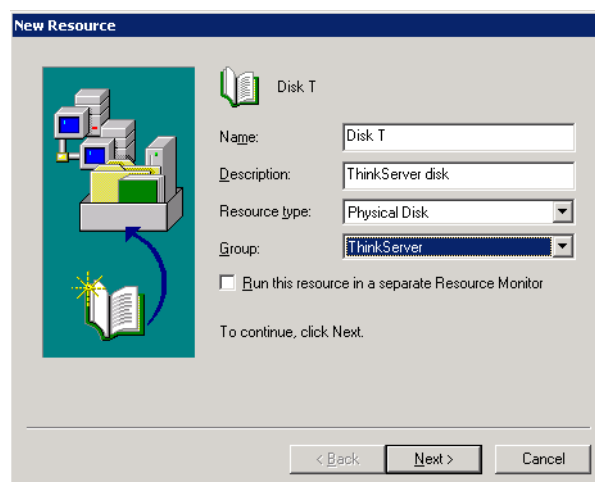 New Resource
Disk T
Name: Disk T
Description: ThinkServer disk
Resource type: Physical Disk
Group: ThinkServer
Run this resource in a separate Resource Monitor
To continue, click Next.
< Back Next > Cancel